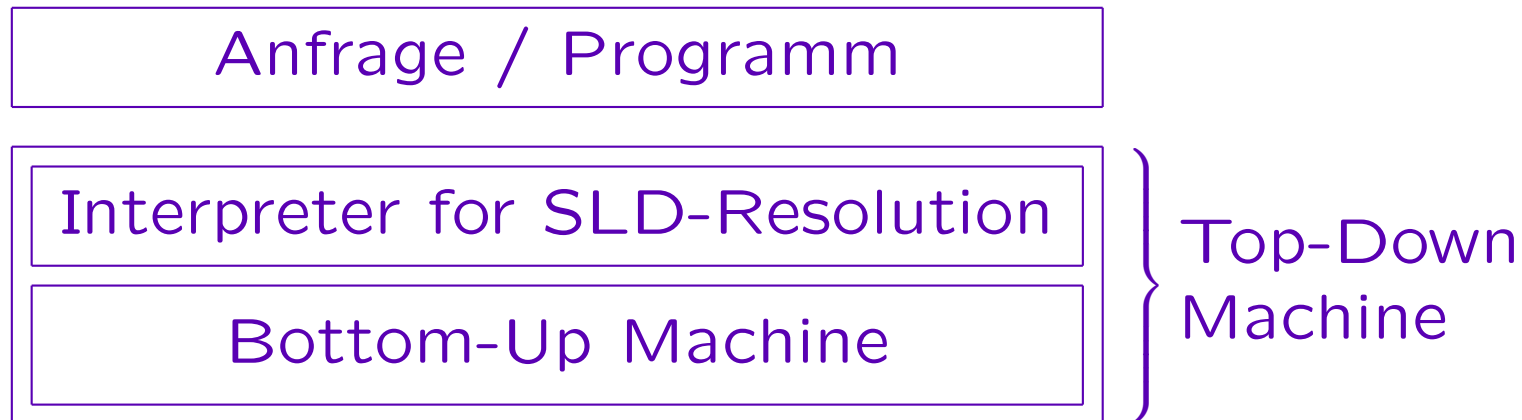 Anfrage / Programm
Interpreter for SLD-Resolution
Bottom-Up Machine
Top-Down
Machine